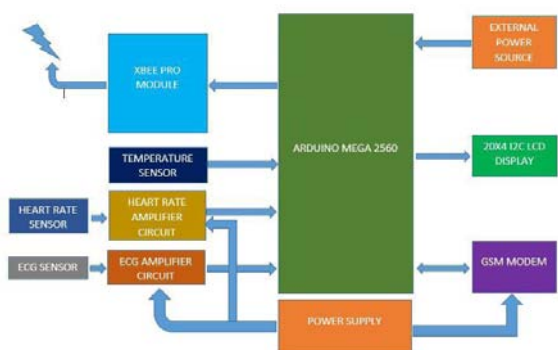 EXTERNAL
POWER
SOURCE
XBEE PRO
MODULE
ARDUINO MEGA 2560
20X4 I2C LCD
DISPLAY
TEMPERATURE
SENSOR
HEART RATE
SENSOR
HEART RATE
AMPLIFIER
CIRCUIT
ECG SENSOR
ECG AMPLIFIER
CIRCUIT
GSM MODEM
POWER SUPPLY